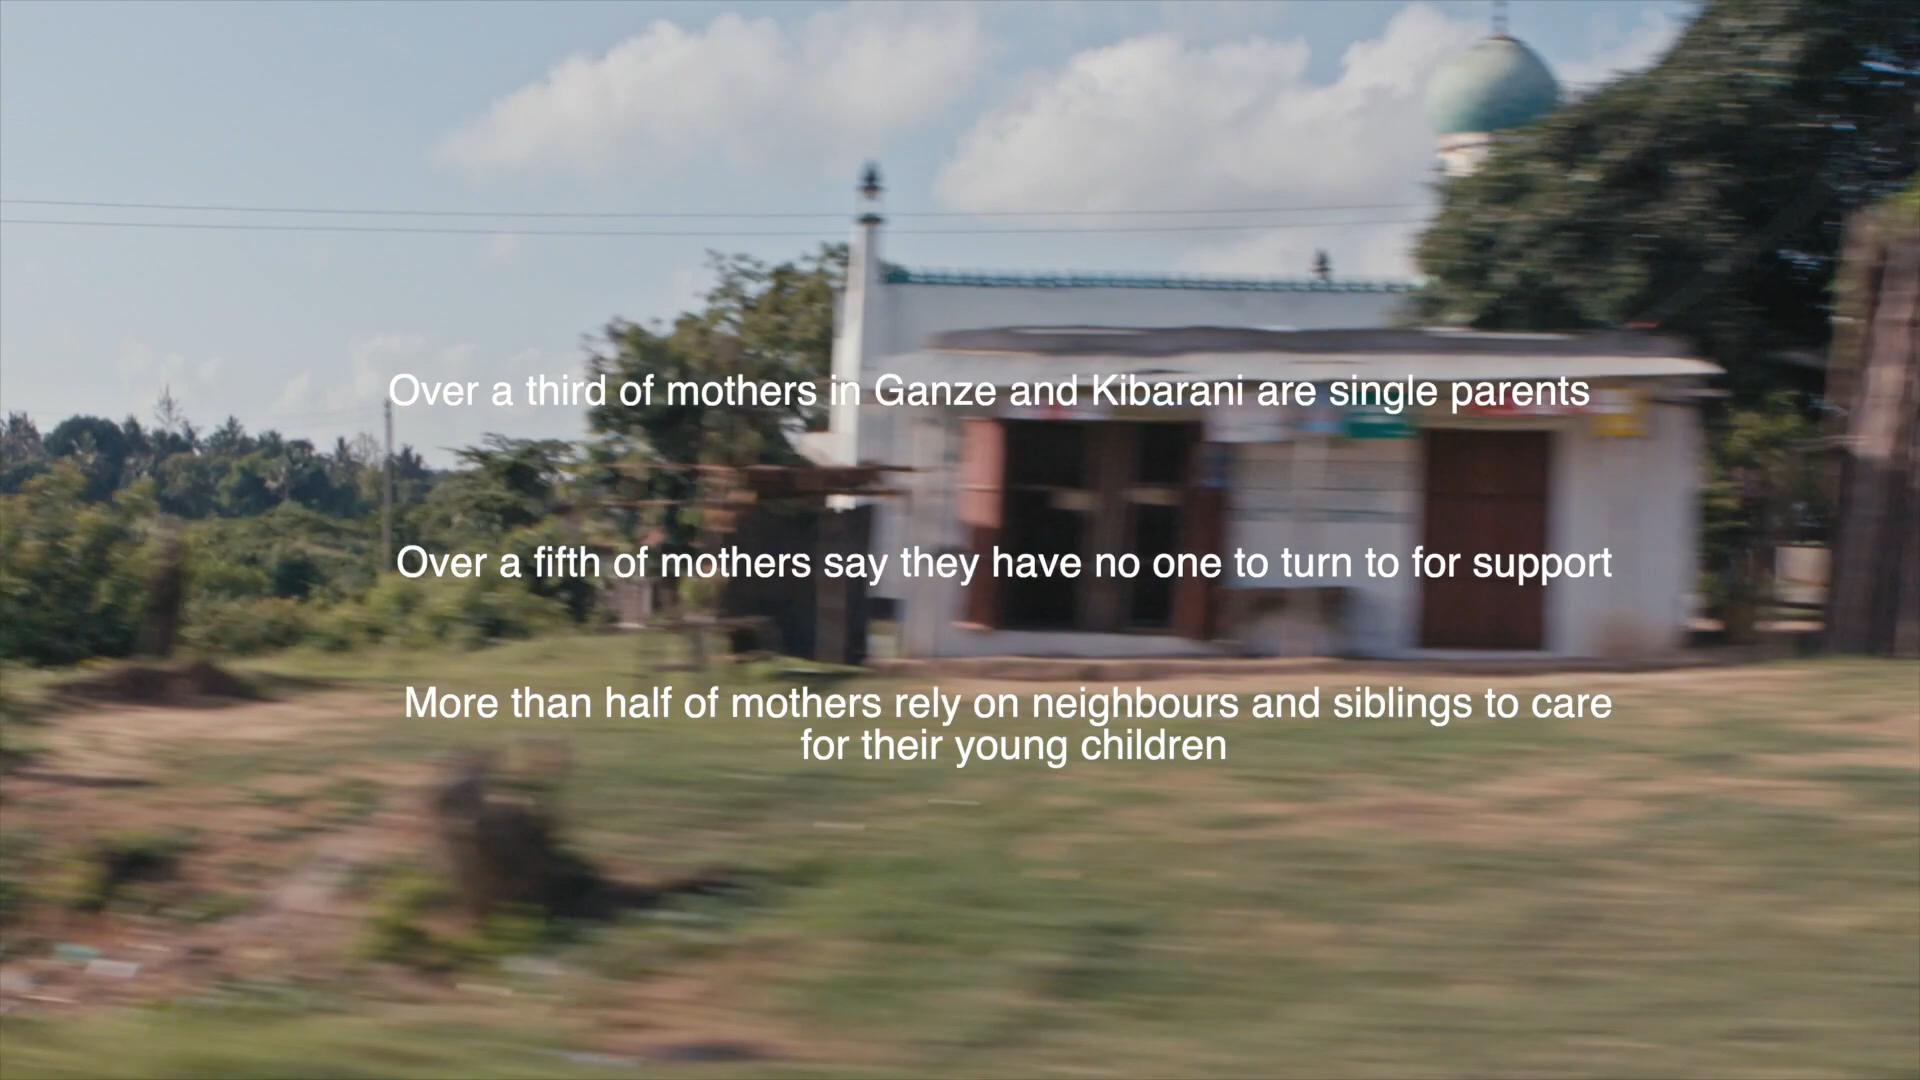 Over a third of mothers in Ganze and Kibarani are single parents
Over a fifth of mothers say they have no one to turn to for support
More than half of mothers rely on neighbours and siblings to care
for their young children